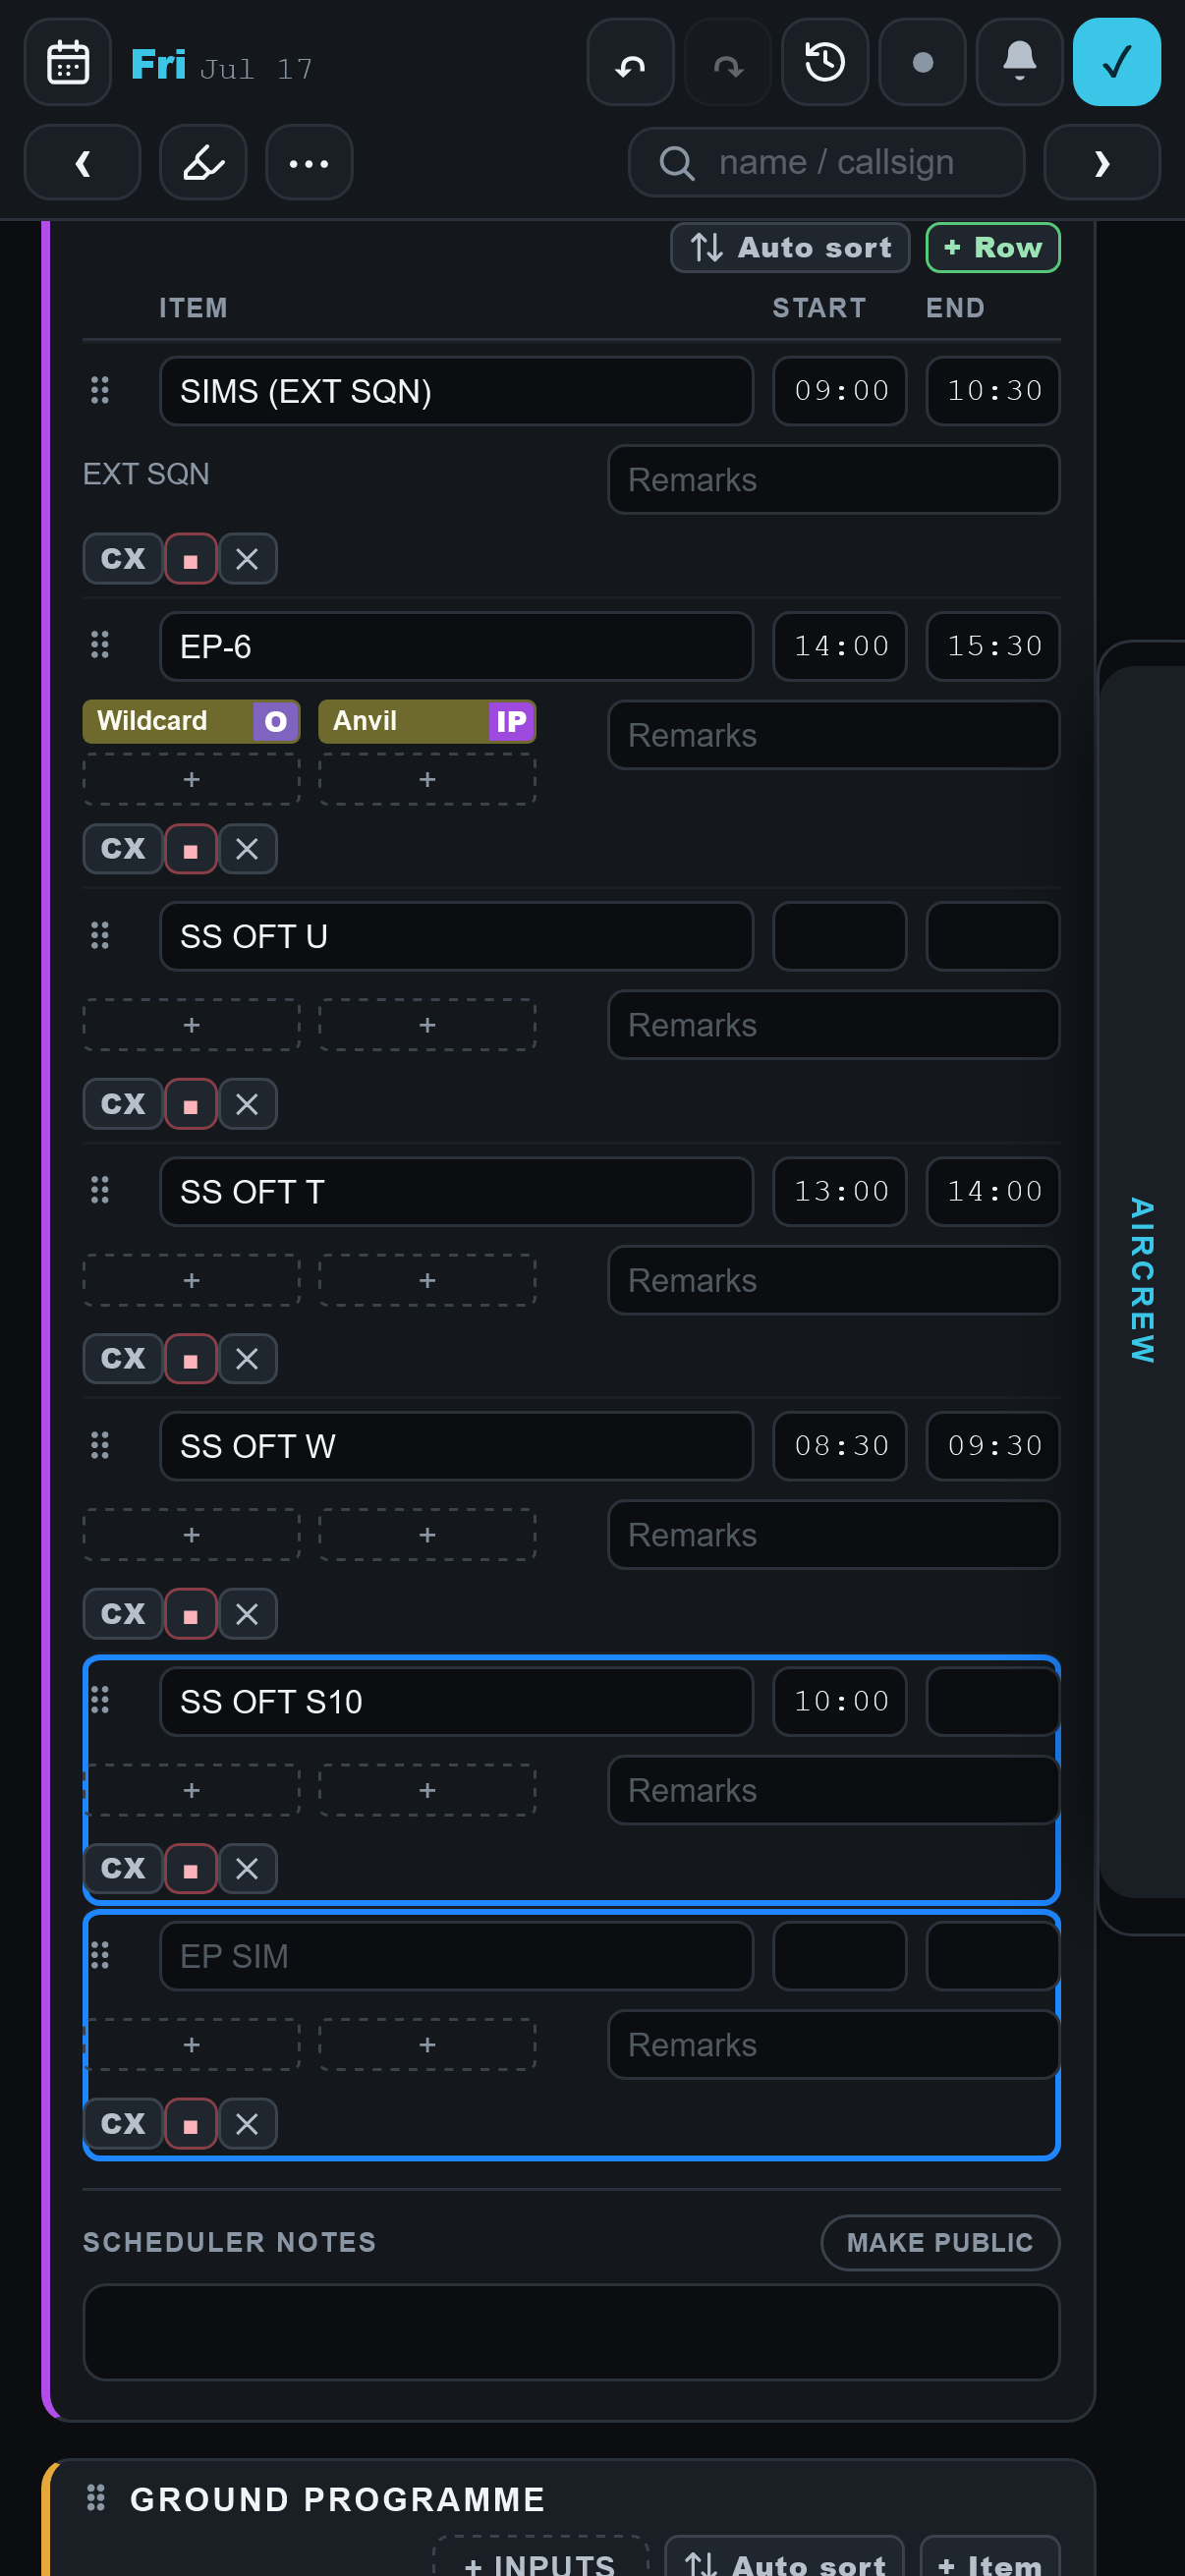 Fri Jul 17
name / callsign
Auto sort + Row
ITEM START END
SIMS (EXT SQN) 09:00 10:30
EXT SQN Remarks
CX
EP-6 14:00 15:30
Wildcard O Anvil IP Remarks
+ +
CX
SS OFT U
+ + Remarks
CX
SS OFT T 13:00 14:00
+ + Remarks
CX
SS OFT W 08:30 09:30
+ + Remarks
CX
SS OFT S10 10:00
+ + Remarks
CX
EP SIM
+ + Remarks
CX
AIRCREW
SCHEDULER NOTES MAKE PUBLIC
GROUND PROGRAMME
+ INPUTS Auto sort + Item